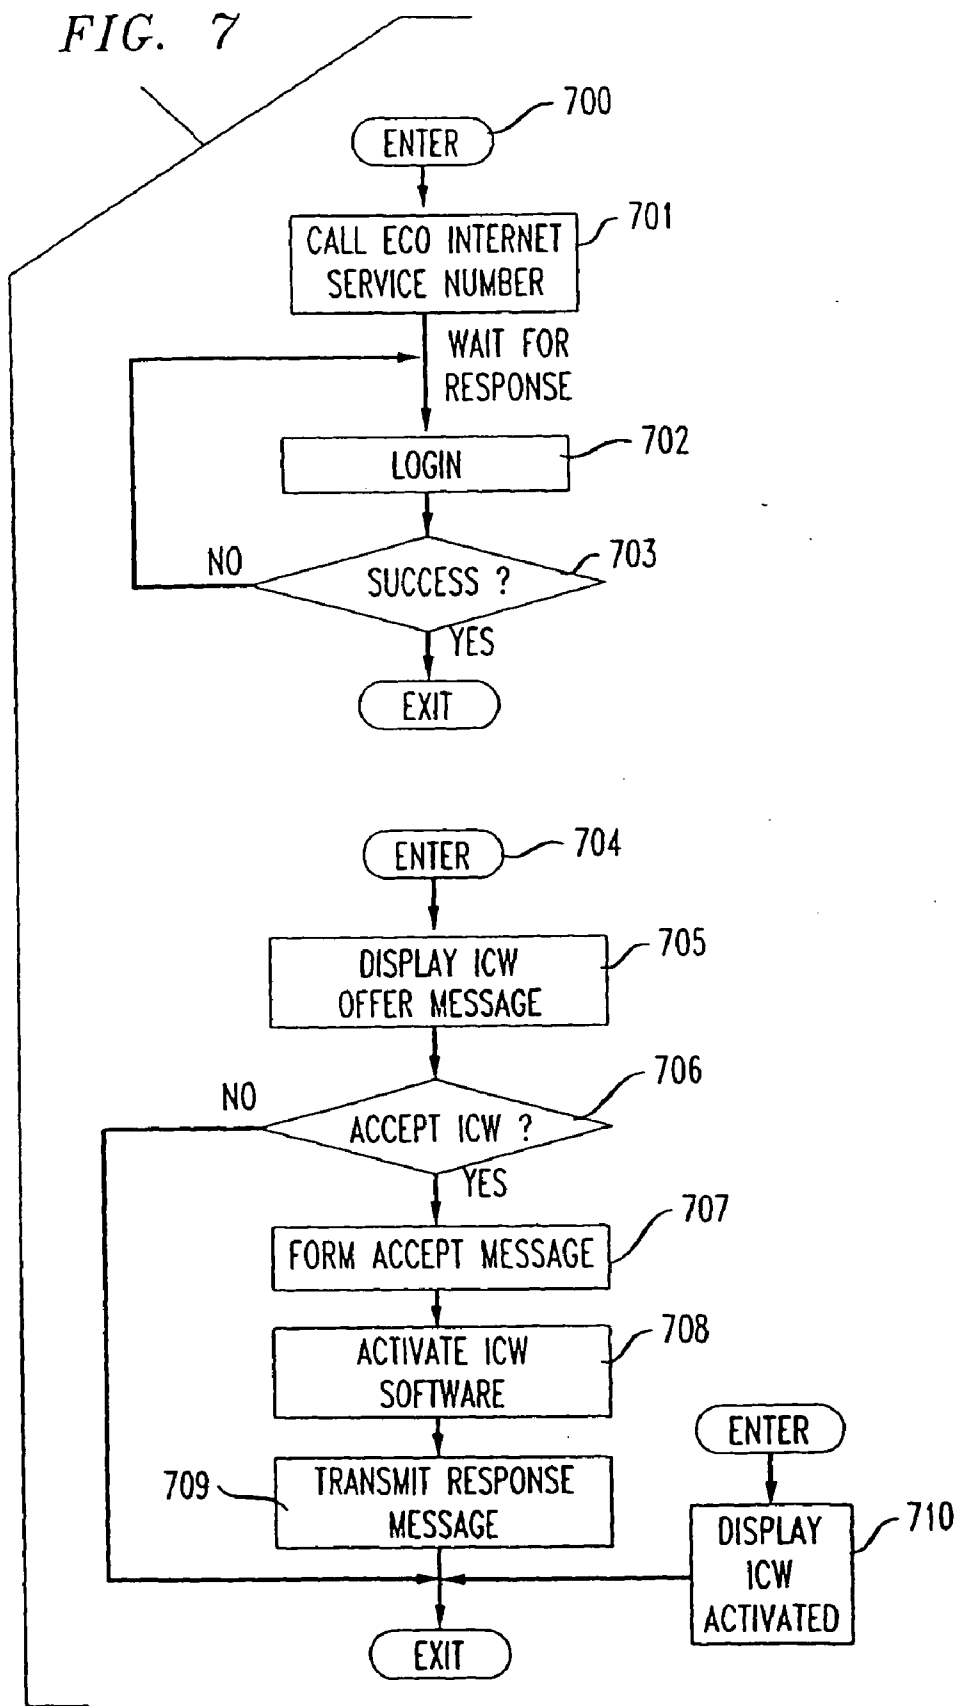 FIG. 7
ENTER
700
CALL ECO INTERNET
SERVICE NUMBER
701
WAIT FOR
RESPONSE
LOGIN
702
NO
SUCCESS ?
703
YES
EXIT
ENTER
704
DISPLAY ICW
OFFER MESSAGE
705
NO
ACCEPT ICW ?
706
YES
FORM ACCEPT MESSAGE
707
ACTIVATE ICW
SOFTWARE
708
709
TRANSMIT RESPONSE
MESSAGE
ENTER
DISPLAY
ICW
ACTIVATED
710
EXIT